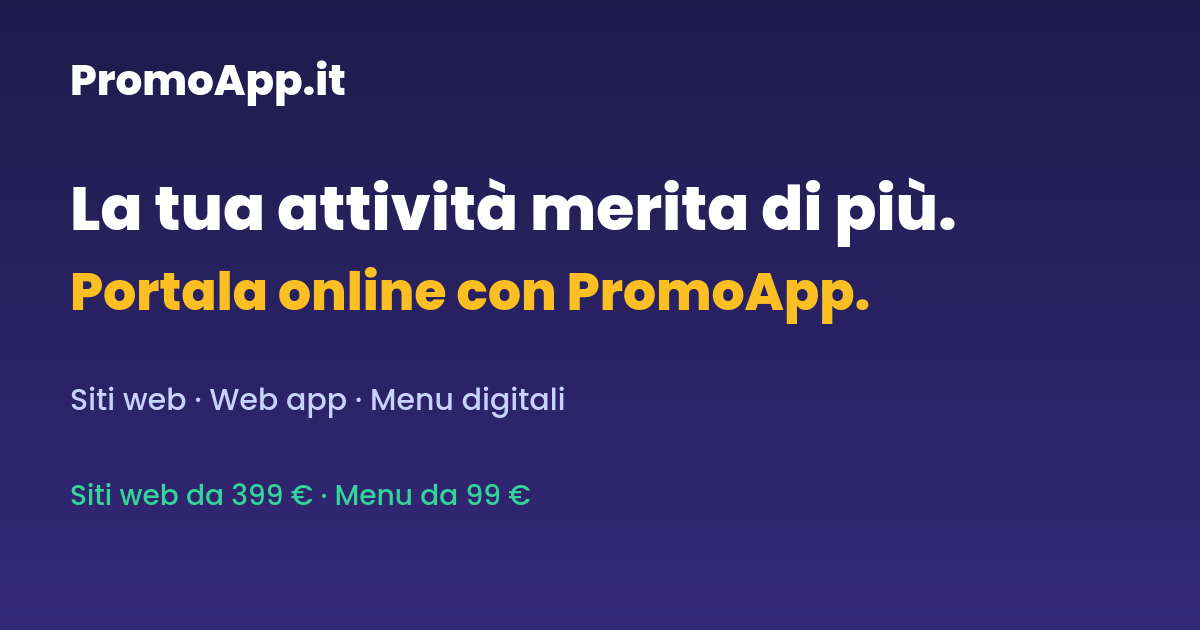 PromoApp.it
La tua attività merita di più.
Portala online con PromoApp.
Siti web · Web app · Menu digitali
Siti web da 399 € · Menu da 99 €